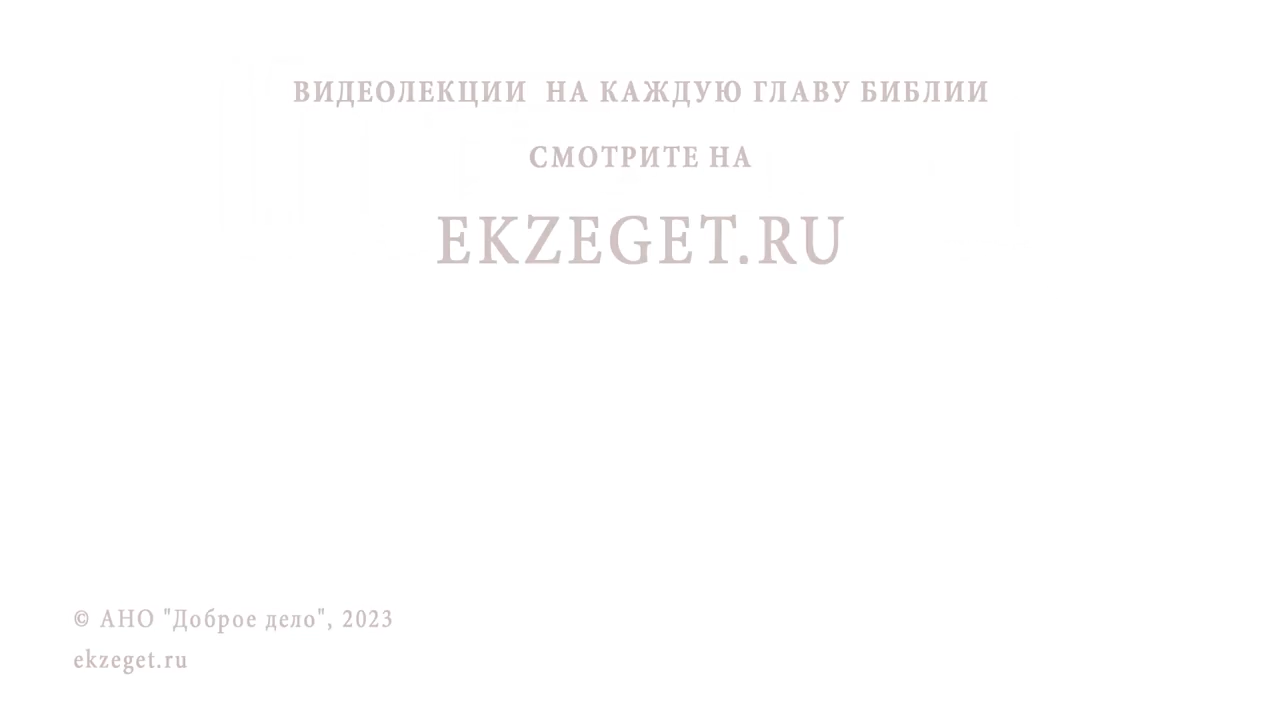 ВИДЕОЛЕКЦИИ НА КАЖДУЮ ГЛАВУ БИБЛИИ
СМОТРИТЕ НА
EKZEGET.RU
© АНО "Доброе дело", 2023
ekzeget.ru